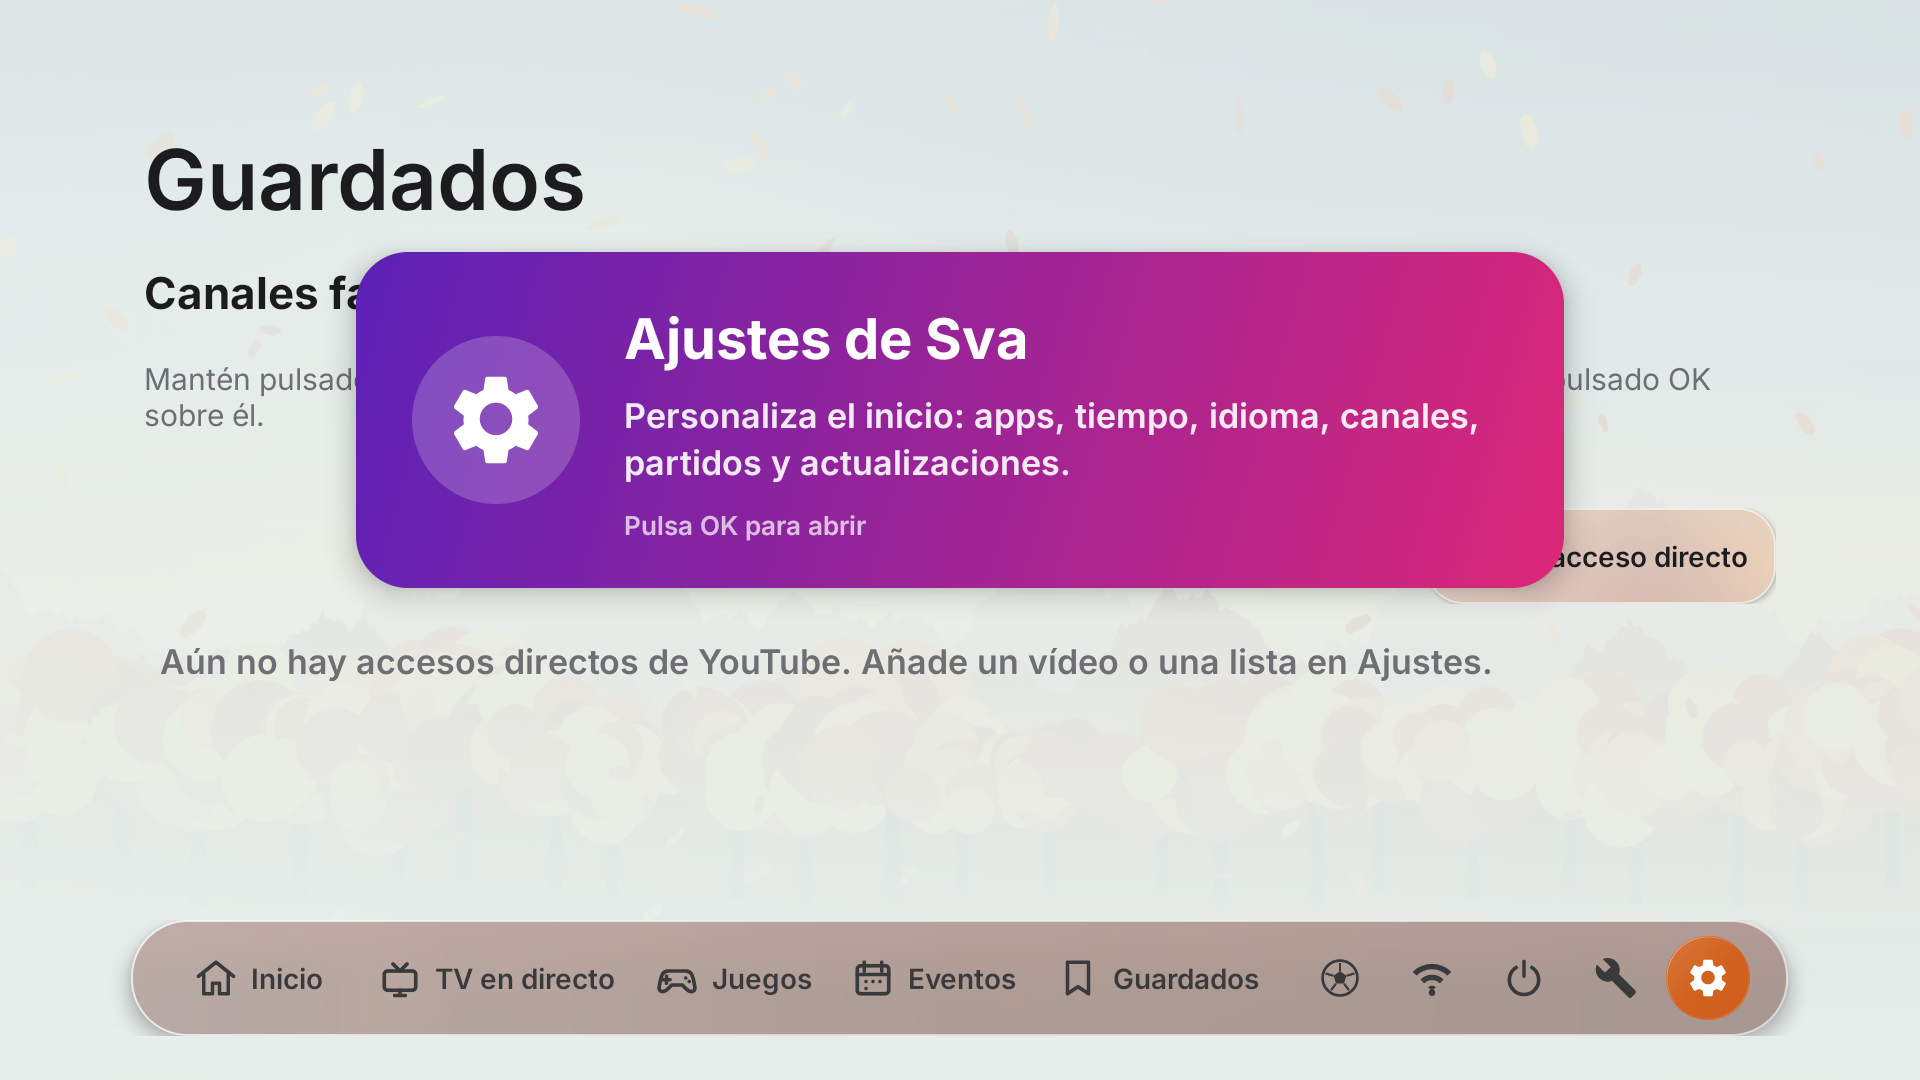 Guardados
Canales fa
Ajustes de Sva
Mantén pulsado
sobre él.
Personaliza el inicio: apps, tiempo, idioma, canales,
partidos y actualizaciones.
Pulsa OK para abrir
pulsado OK
acceso directo
Aún no hay accesos directos de YouTube. Añade un vídeo o una lista en Ajustes.
Inicio
TV en directo
Juegos
Eventos
Guardados